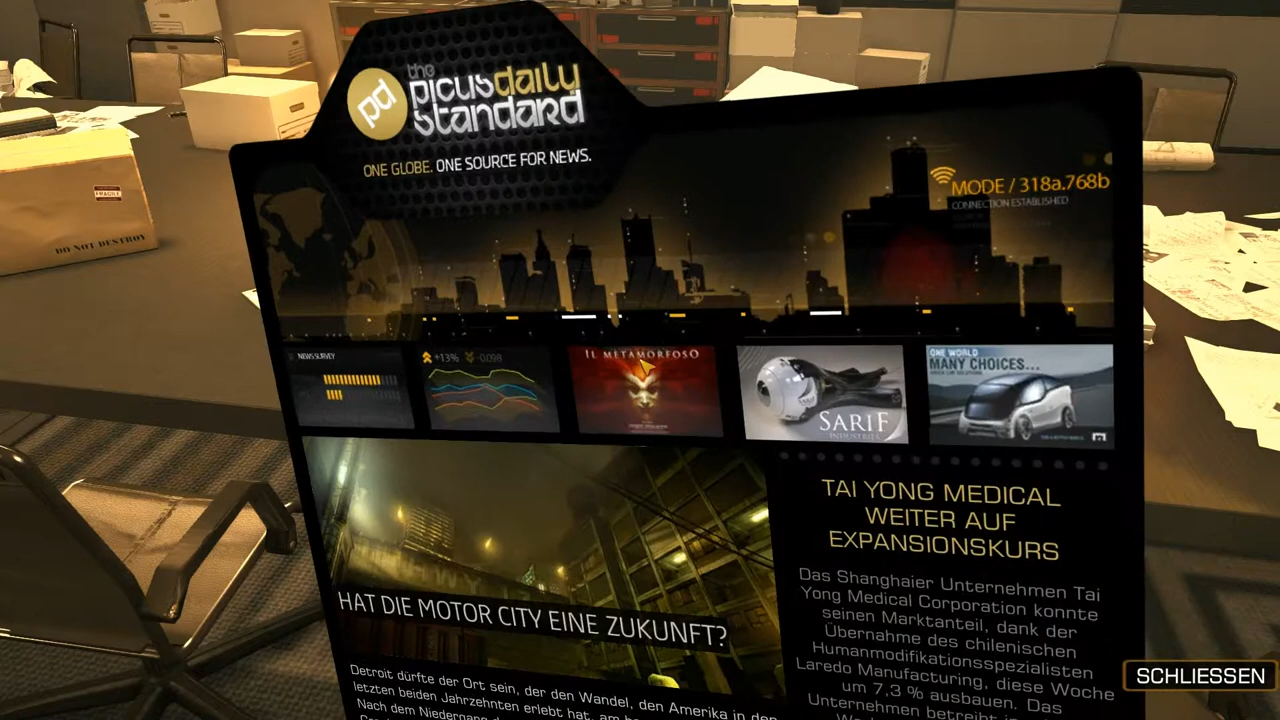 the
picusdaily
standard
pd
ONE GLOBE. ONE SOURCE FOR NEWS.
MODE / 318a.768b
CONNECTION ESTABLISHED
FRAGILE
DO NOT DESTROY
NEWS SURVEY
+13% -0.098
IL METAMORFOSO
SARIF
INDUSTRIES
ONE WORLD
MANY CHOICES...
TAI YONG MEDICAL
WEITER AUF
EXPANSIONSKURS
Das Shanghaier Unternehmen Tai
Yong Medical Corporation konnte
seinen Marktanteil, dank der
Übernahme des chilenischen
Humanmodifikationsspezialisten
Laredo Manufacturing, diese Woche
um 7,3 % ausbauen. Das
Unternehmen betreibt in
HAT DIE MOTOR CITY EINE ZUKUNFT?
Detroit dürfte der Ort sein, der den Wandel, den Amerika in den
letzten beiden Jahrzehnten erlebt hat, am
Nach dem Niedergang
SCHLIESSEN